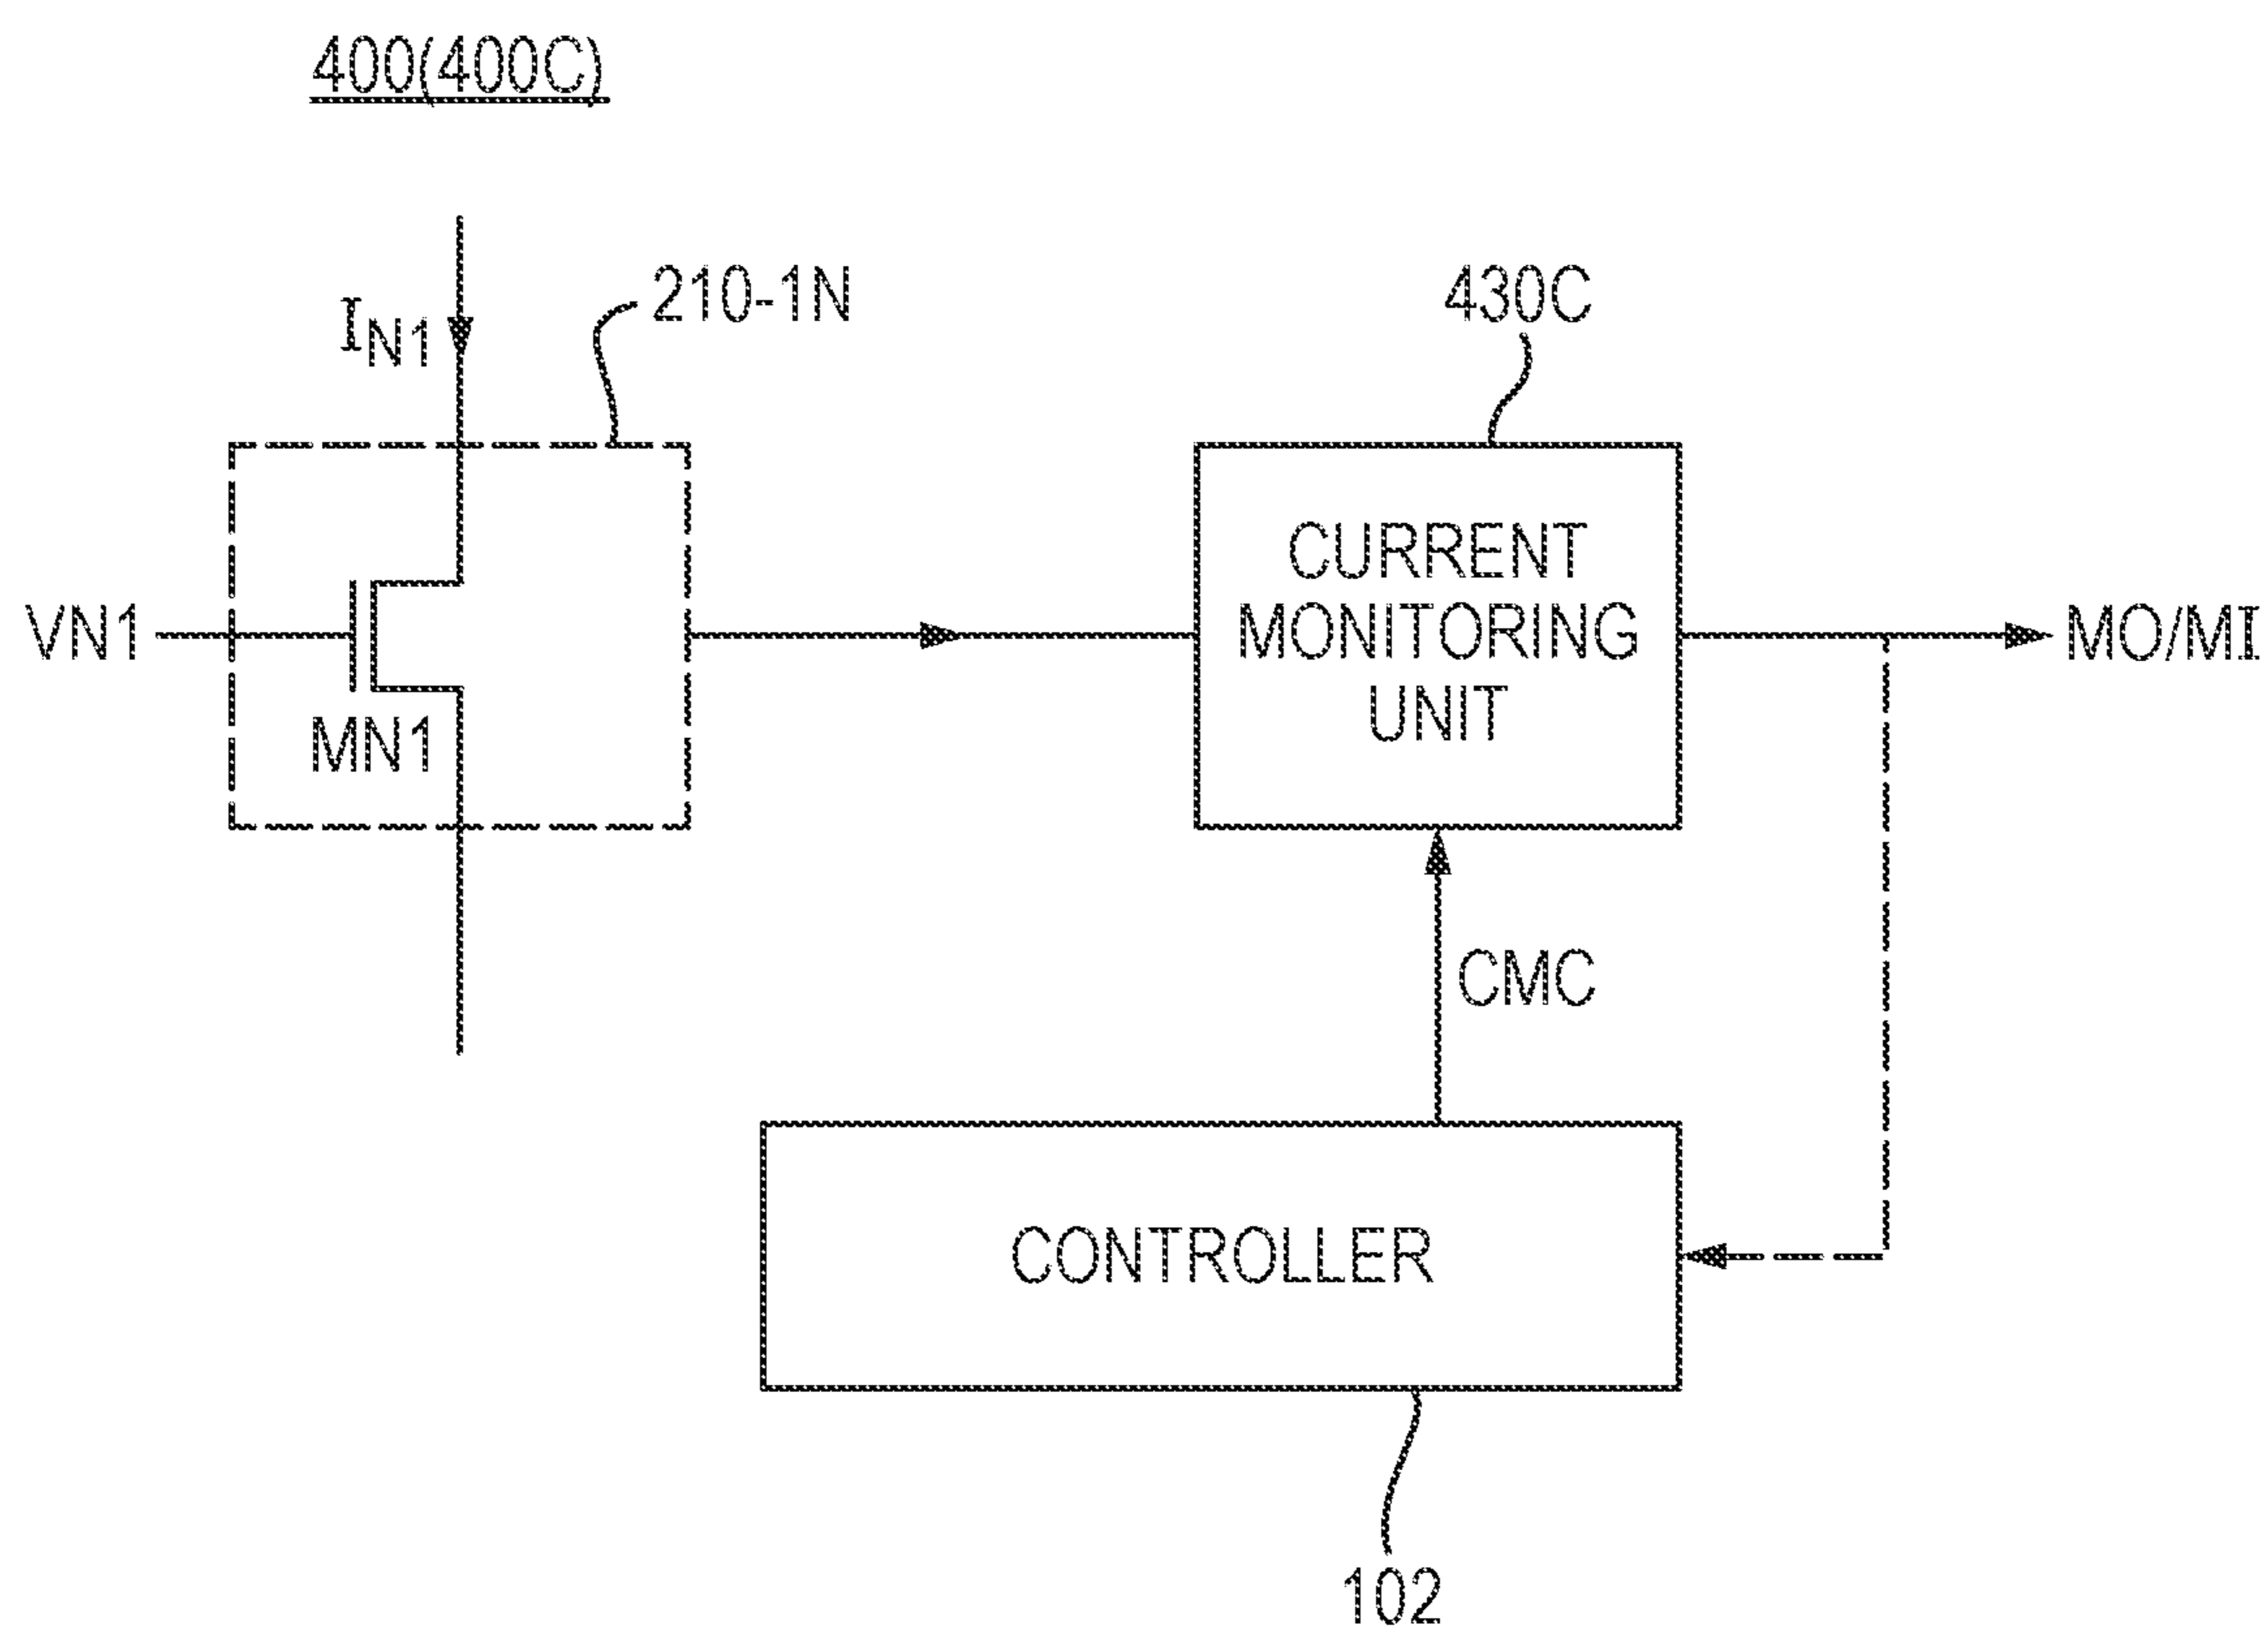 400(400C)
IN1
210-1N
430C
VN1
MN1
CURRENT
MONITORING
UNIT
MO/MI
CMC
CONTROLLER
102